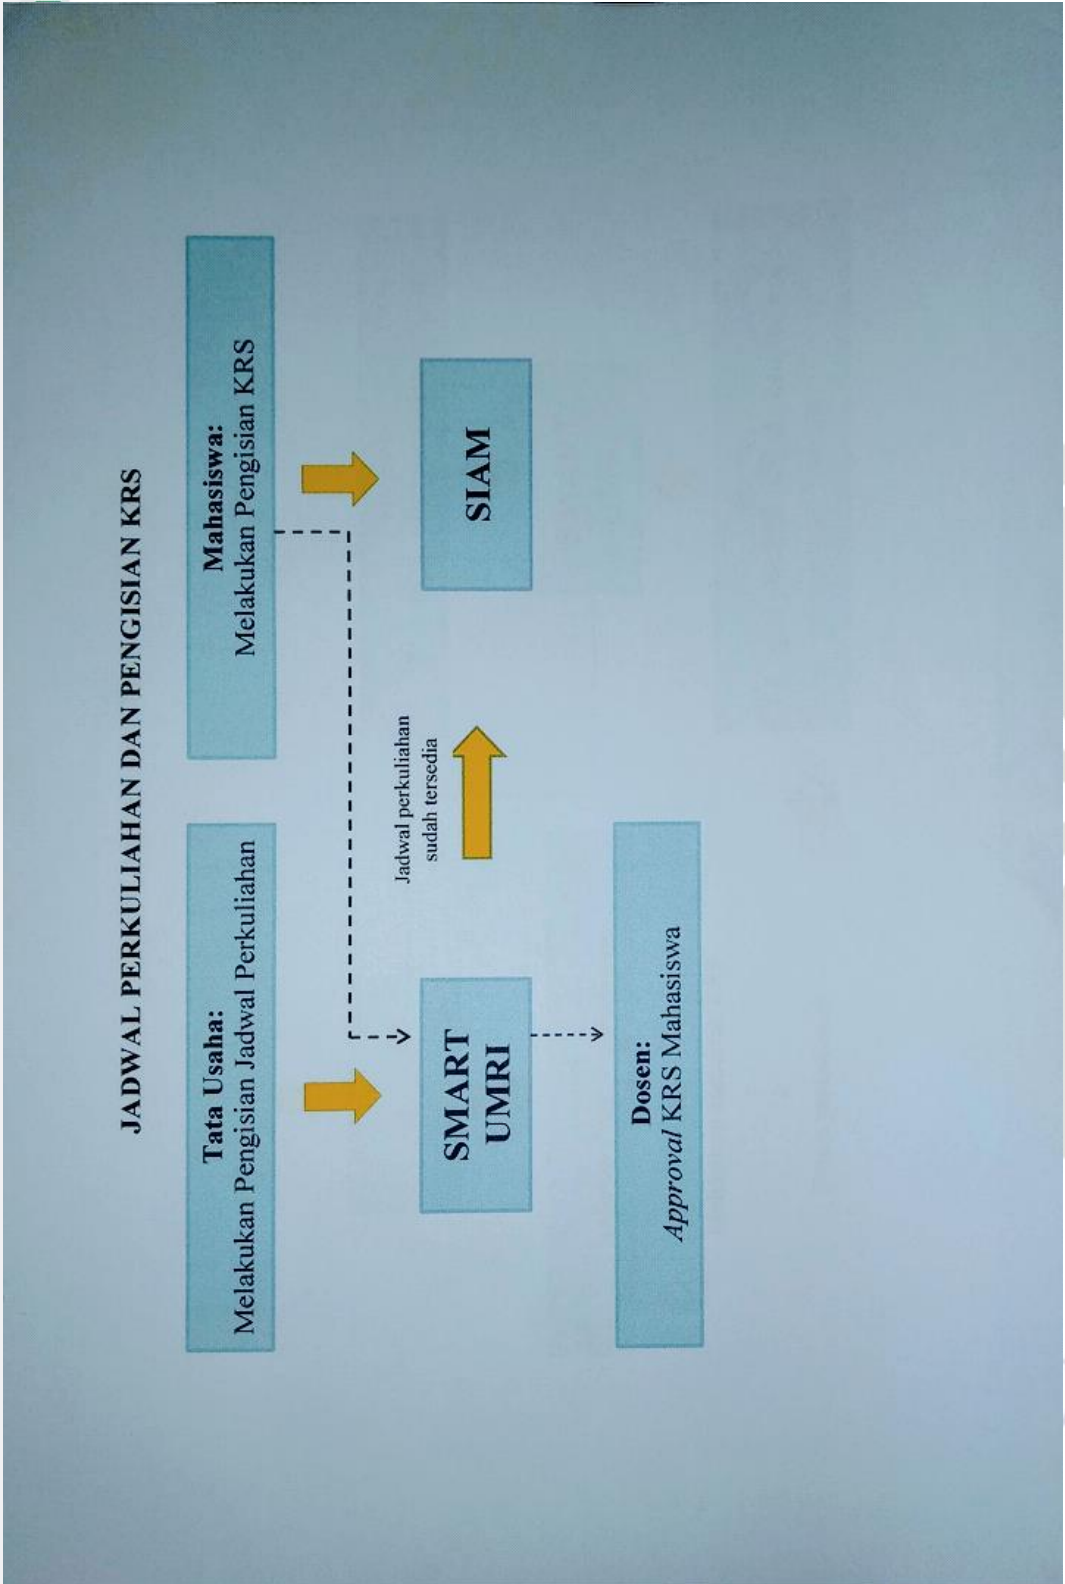 JADWAL PERKULIAHAN DAN PENGISIAN KRS
Tata Usaha:
Melakukan Pengisian Jadwal Perkuliahan
Mahasiswa:
Melakukan Pengisian KRS
SMART
UMRI
Jadwal perkuliahan
sudah tersedia
SIAM
Dosen:
Approval KRS Mahasiswa